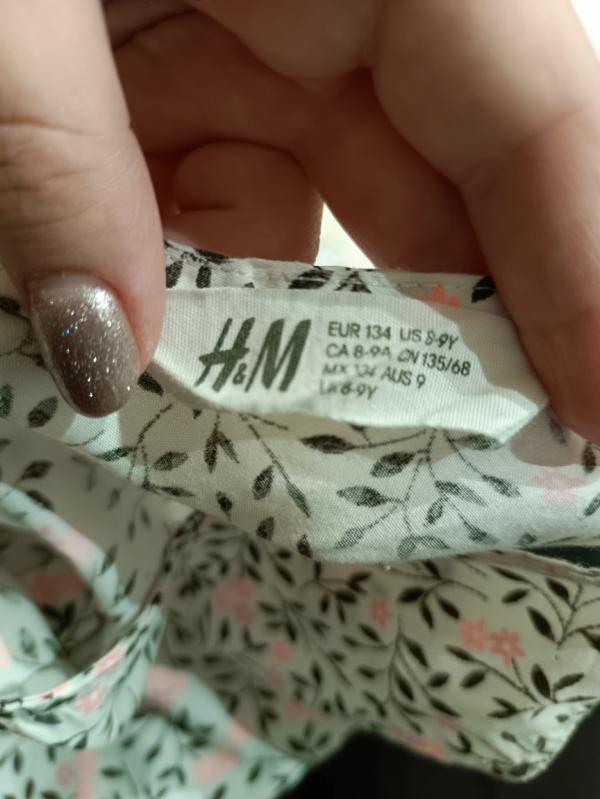 H&M
EUR 134 US 8-9Y
CA 8-9A CN 135/68
MX 134 AUS 9
UK 8-9Y